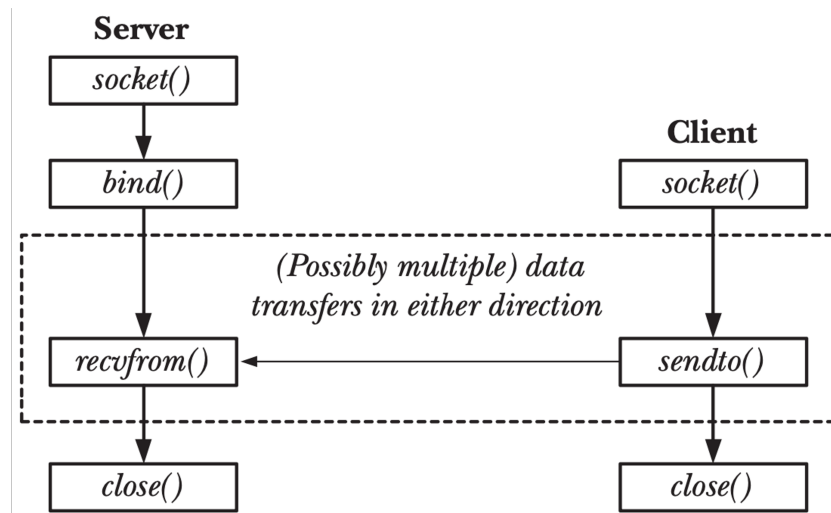 Server
socket()
Client
bind()
socket()
(Possibly multiple) data
transfers in either direction
recvfrom()
sendto()
close()
close()